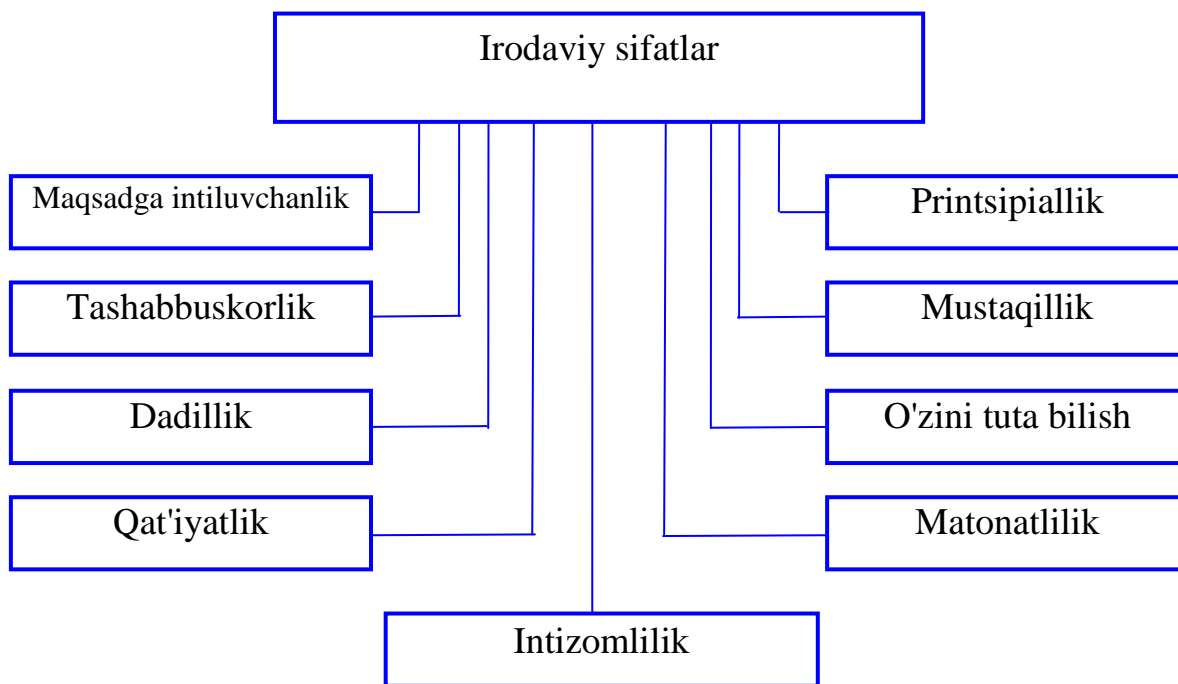 Irodaviy sifatlar
Maqsadga intiluvchanlik
Printsipiallik
Tashabbuskorlik
Mustaqillik
Dadillik
O'zini tuta bilish
Qat'iyatlik
Matonatlilik
Intizomlilik